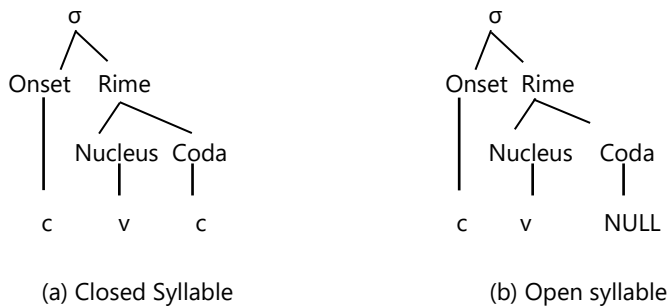 σ σ
Onset Rime Onset Rime
Nucleus Coda Nucleus Coda
c v c c v NULL
(a) Closed Syllable (b) Open syllable